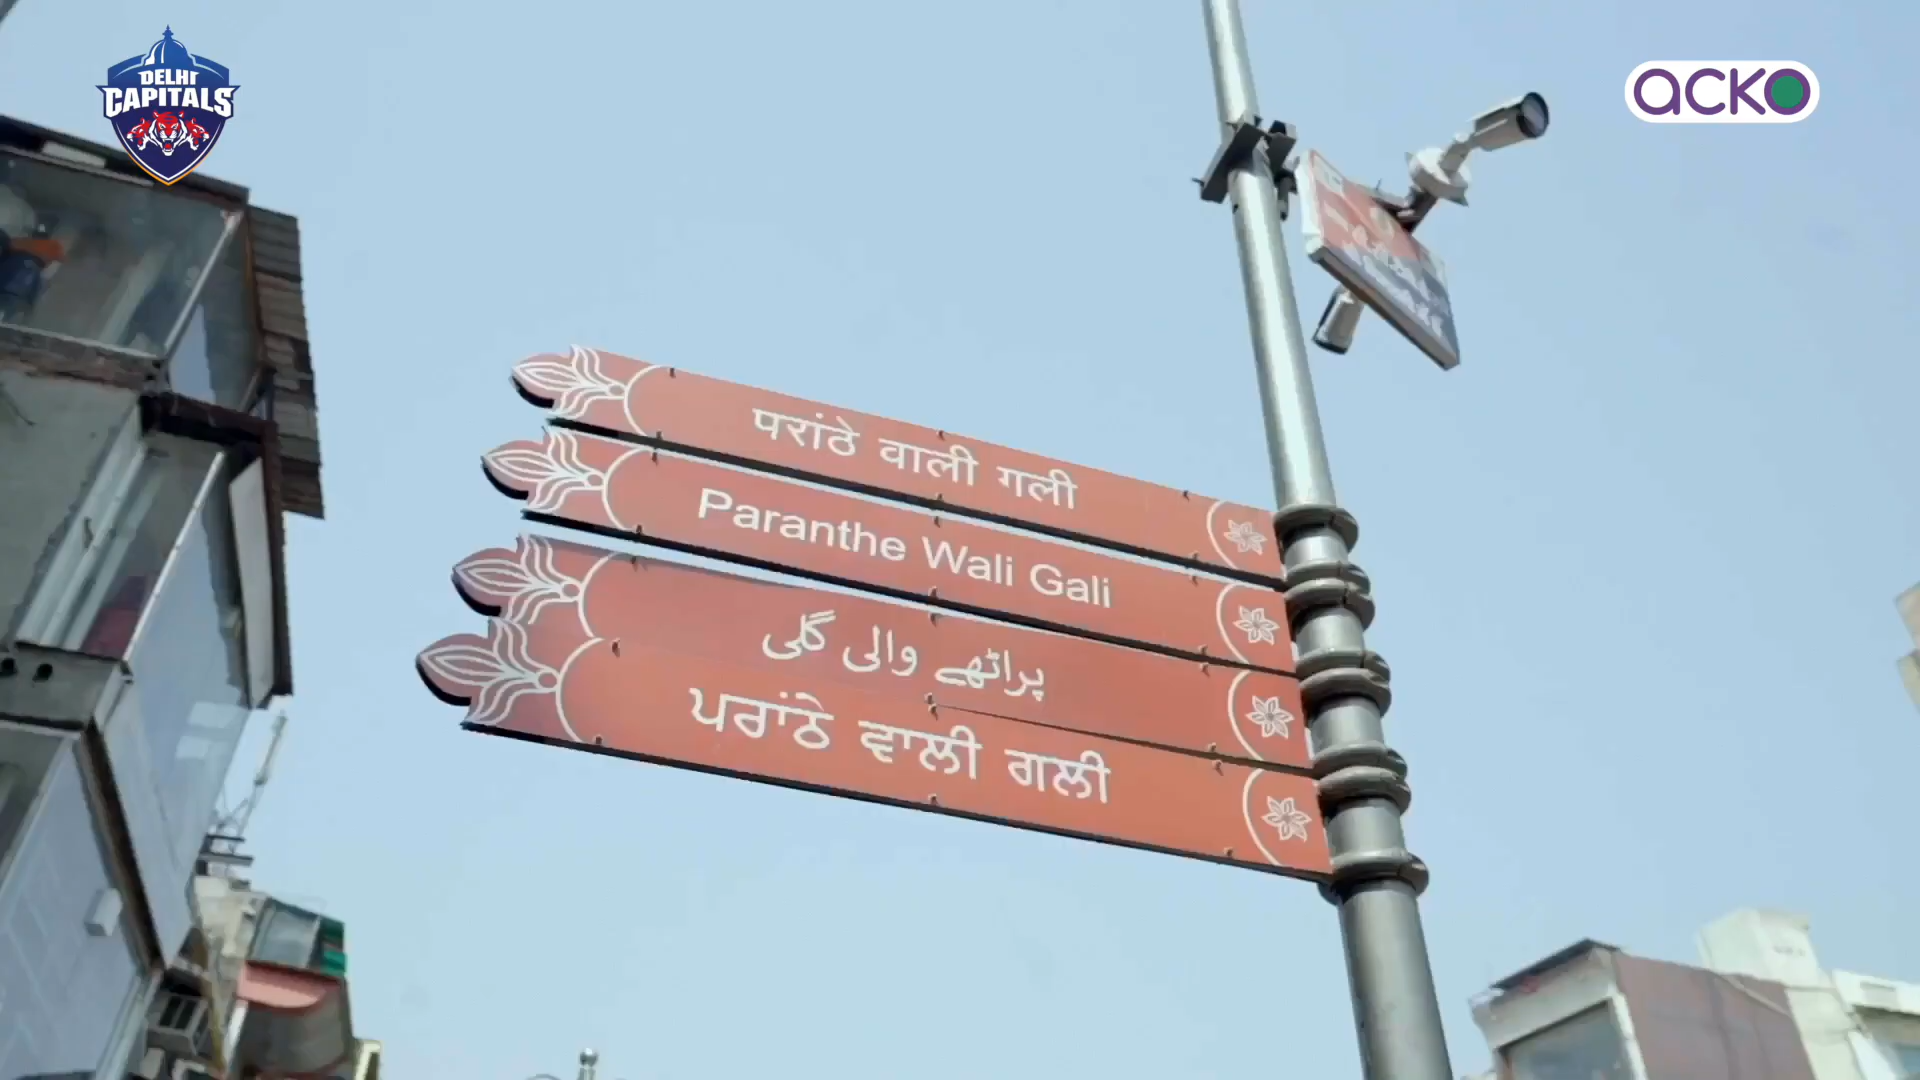 DELHI
CAPITALS
acko
परांठे वाली गली
Paranthe Wali Gali
پراٹھے والی گلی
ਪਰਾਂਠੇ ਵਾਲੀ ਗਲੀ